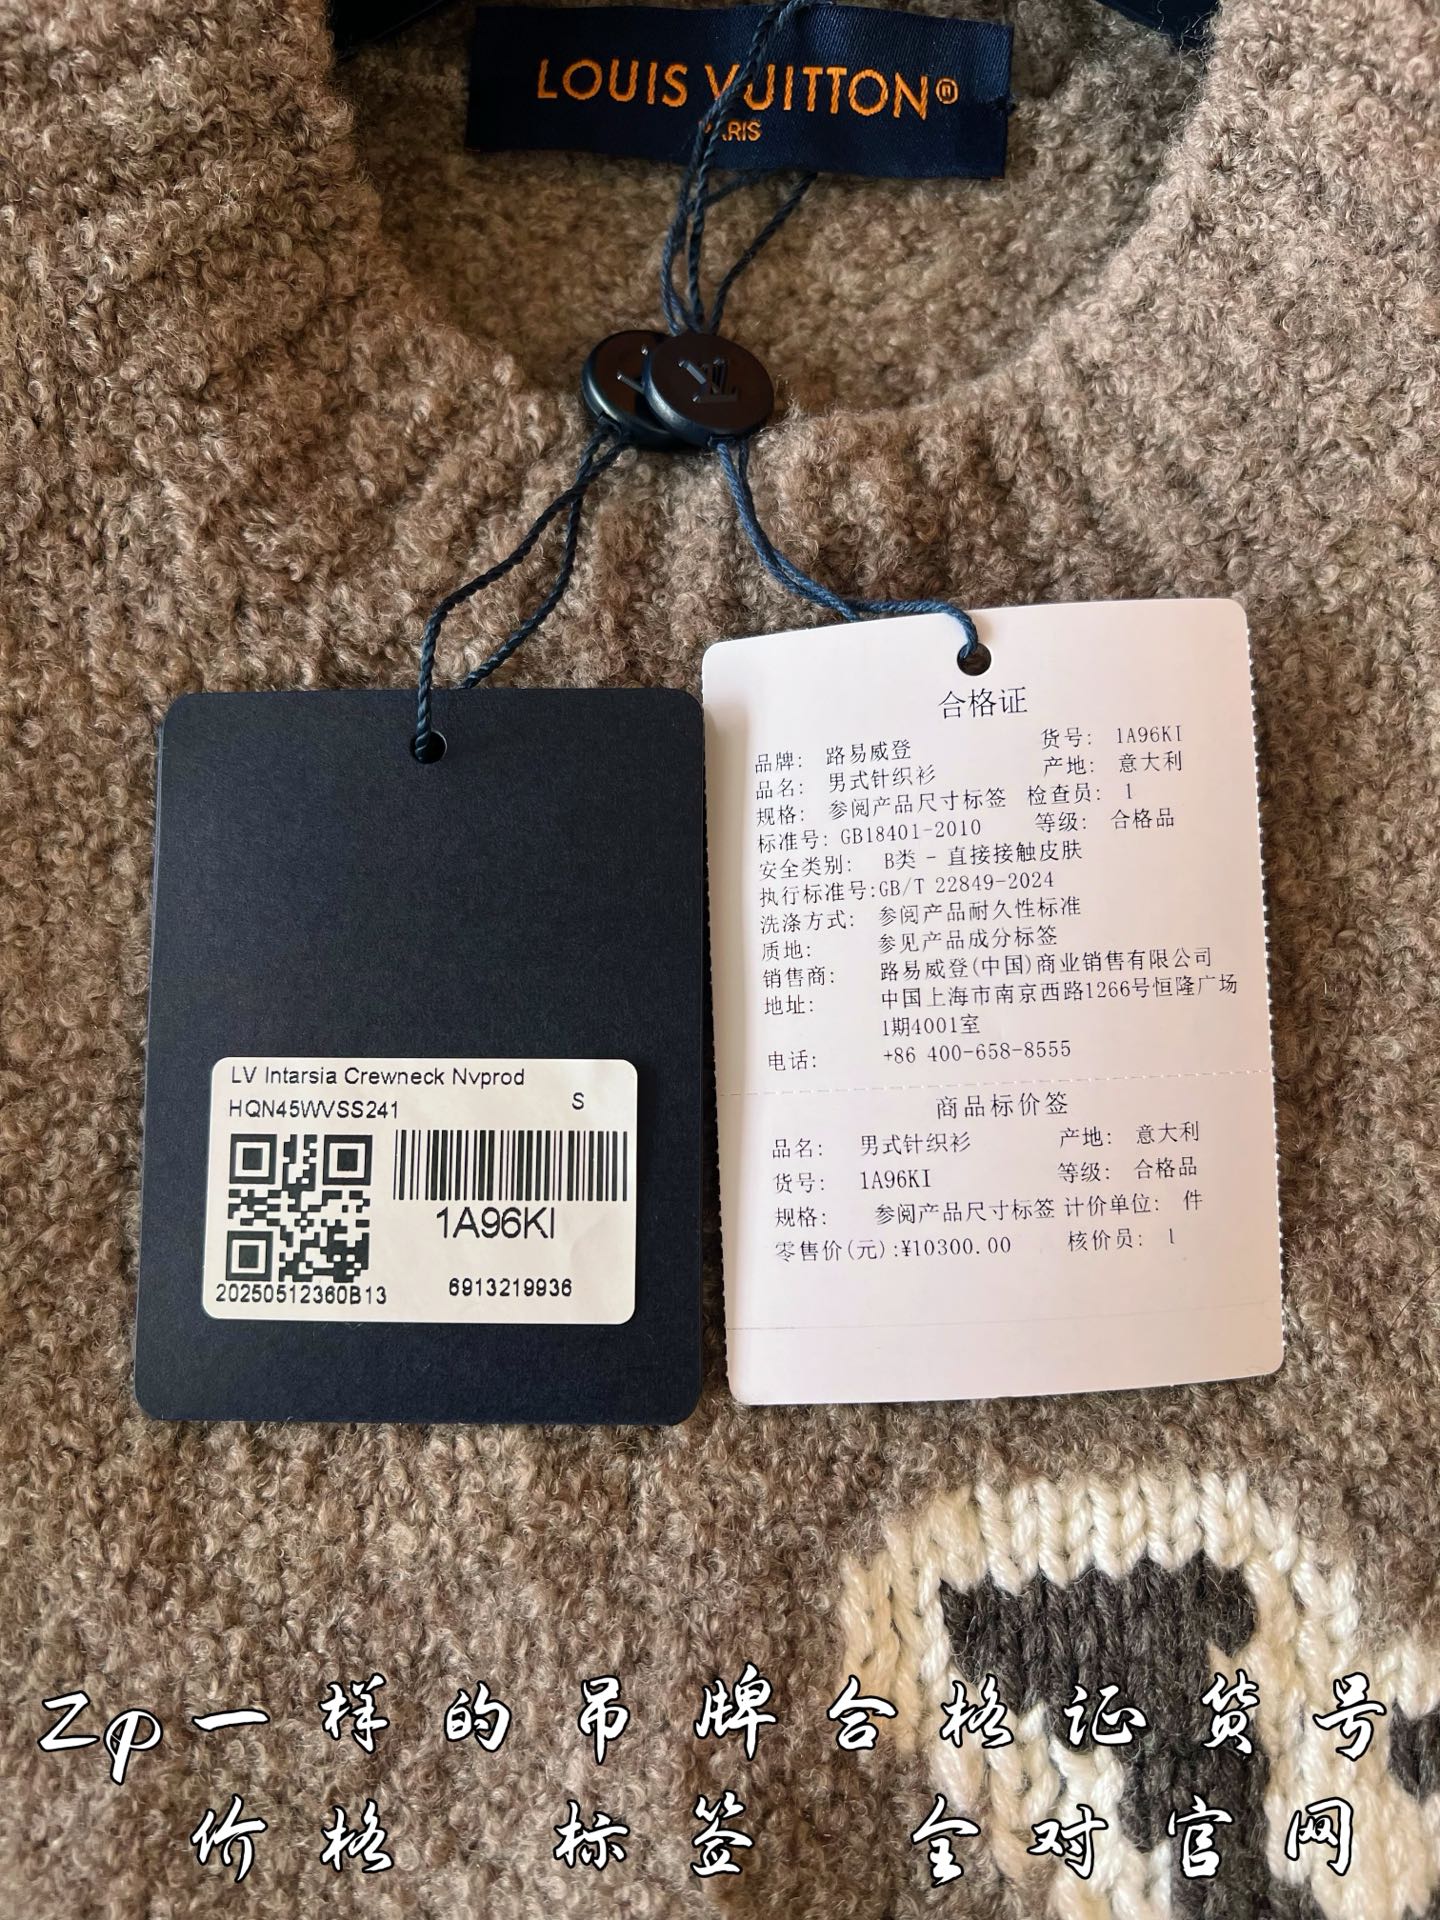 LOUIS VUITTON®
PARIS
合格证
品牌: 路易威登 货号: 1A96KI
品名: 男式针织衫 产地: 意大利
规格: 参阅产品尺寸标签 检查员: 1
标准号: GB18401-2010 等级: 合格品
安全类别: B类 - 直接接触皮肤
执行标准号:GB/T 22849-2024
洗涤方式: 参阅产品耐久性标准
质地: 参见产品成分标签
销售商: 路易威登(中国)商业销售有限公司
地址: 中国上海市南京西路1266号恒隆广场
1期4001室
电话: +86 400-658-8555
商品标价签
品名: 男式针织衫 产地: 意大利
货号: 1A96KI 等级: 合格品
规格: 参阅产品尺寸标签 计价单位: 件
零售价(元):¥10300.00 核价员: 1
LV Intarsia Crewneck Nvprod
HQN45WVSS241 S
1A96KI
20250512360B13 6913219936
Zp一样的吊牌合格证货号
价格 标签 全对官网